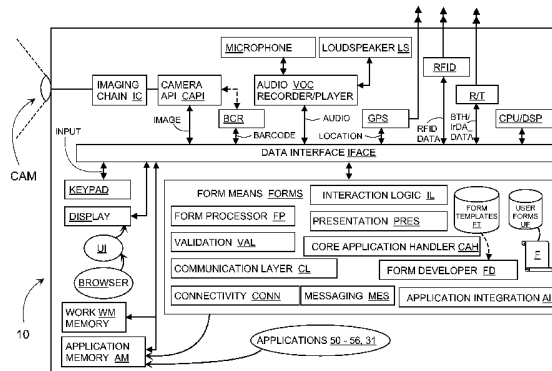 MICROPHONE
LOUDSPEAKER LS
RFID
IMAGING
CHAIN IC
CAMERA
API CAPI
AUDIO VOC
RECORDER/PLAYER
R/T
BCR
GPS
CPU/DSP
IMAGE
BARCODE
AUDIO
LOCATION
RFID
DATA
BTH/
IrDA
DATA
INPUT
CAM
DATA INTERFACE IFACE
KEYPAD
DISPLAY
UI
BROWSER
WORK WM
MEMORY
APPLICATION
MEMORY AM
10
FORM MEANS FORMS
INTERACTION LOGIC IL
FORM PROCESSOR FP
PRESENTATION PRES
VALIDATION VAL
CORE APPLICATION HANDLER CAH
COMMUNICATION LAYER CL
FORM DEVELOPER FD
CONNECTIVITY CONN
MESSAGING MES
APPLICATION INTEGRATION AI
FORM
TEMPLATES
FT
USER
FORMS
UF
F
APPLICATIONS 50 - 56, 31